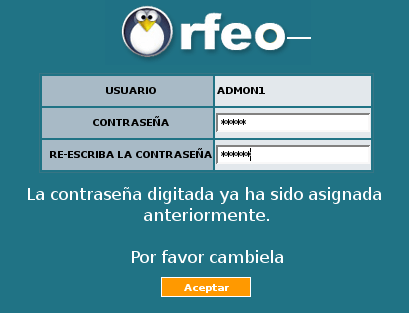 Orfeo
USUARIO ADMON1
CONTRASEÑA *****
RE-ESCRIBA LA CONTRASEÑA ******
La contraseña digitada ya ha sido asignada
anteriormente.
Por favor cambiela
Aceptar